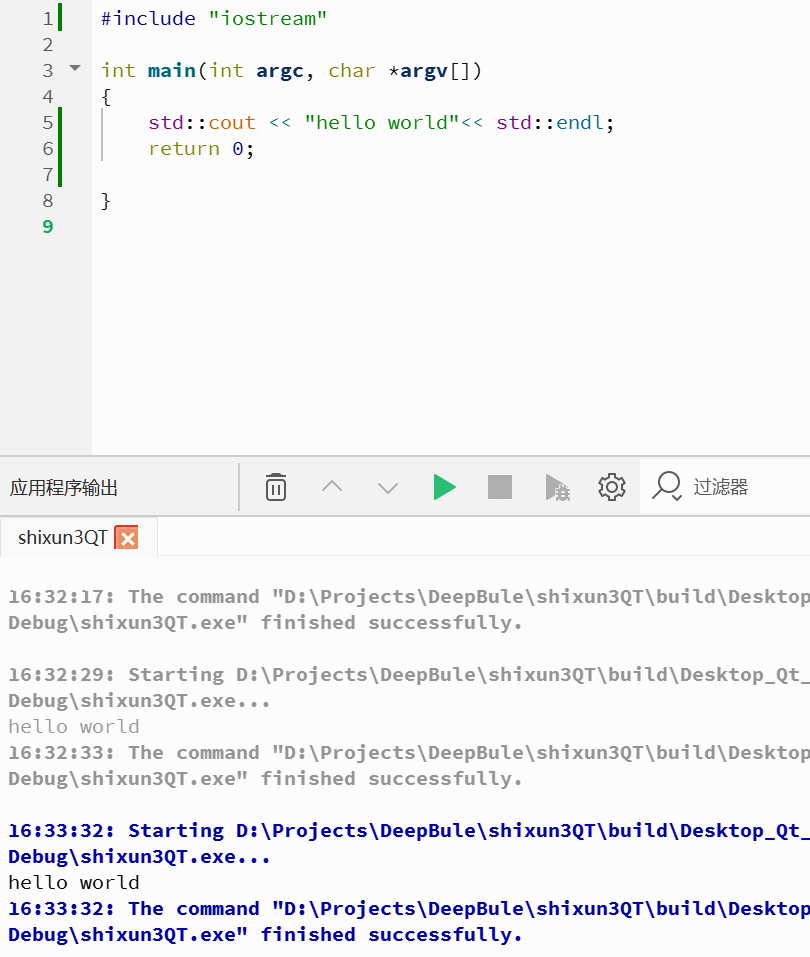 1 #include "iostream"
2
3 int main(int argc, char *argv[])
4 {
5 std::cout << "hello world"<< std::endl;
6 return 0;
7
8 }
9
应用程序输出 过滤器
shixun3QT
16:32:17: The command "D:\Projects\DeepBule\shixun3QT\build\Desktop
Debug\shixun3QT.exe" finished successfully.
16:32:29: Starting D:\Projects\DeepBule\shixun3QT\build\Desktop_Qt_
Debug\shixun3QT.exe...
hello world
16:32:33: The command "D:\Projects\DeepBule\shixun3QT\build\Desktop
Debug\shixun3QT.exe" finished successfully.
16:33:32: Starting D:\Projects\DeepBule\shixun3QT\build\Desktop_Qt_
Debug\shixun3QT.exe...
hello world
16:33:32: The command "D:\Projects\DeepBule\shixun3QT\build\Desktop
Debug\shixun3QT.exe" finished successfully.